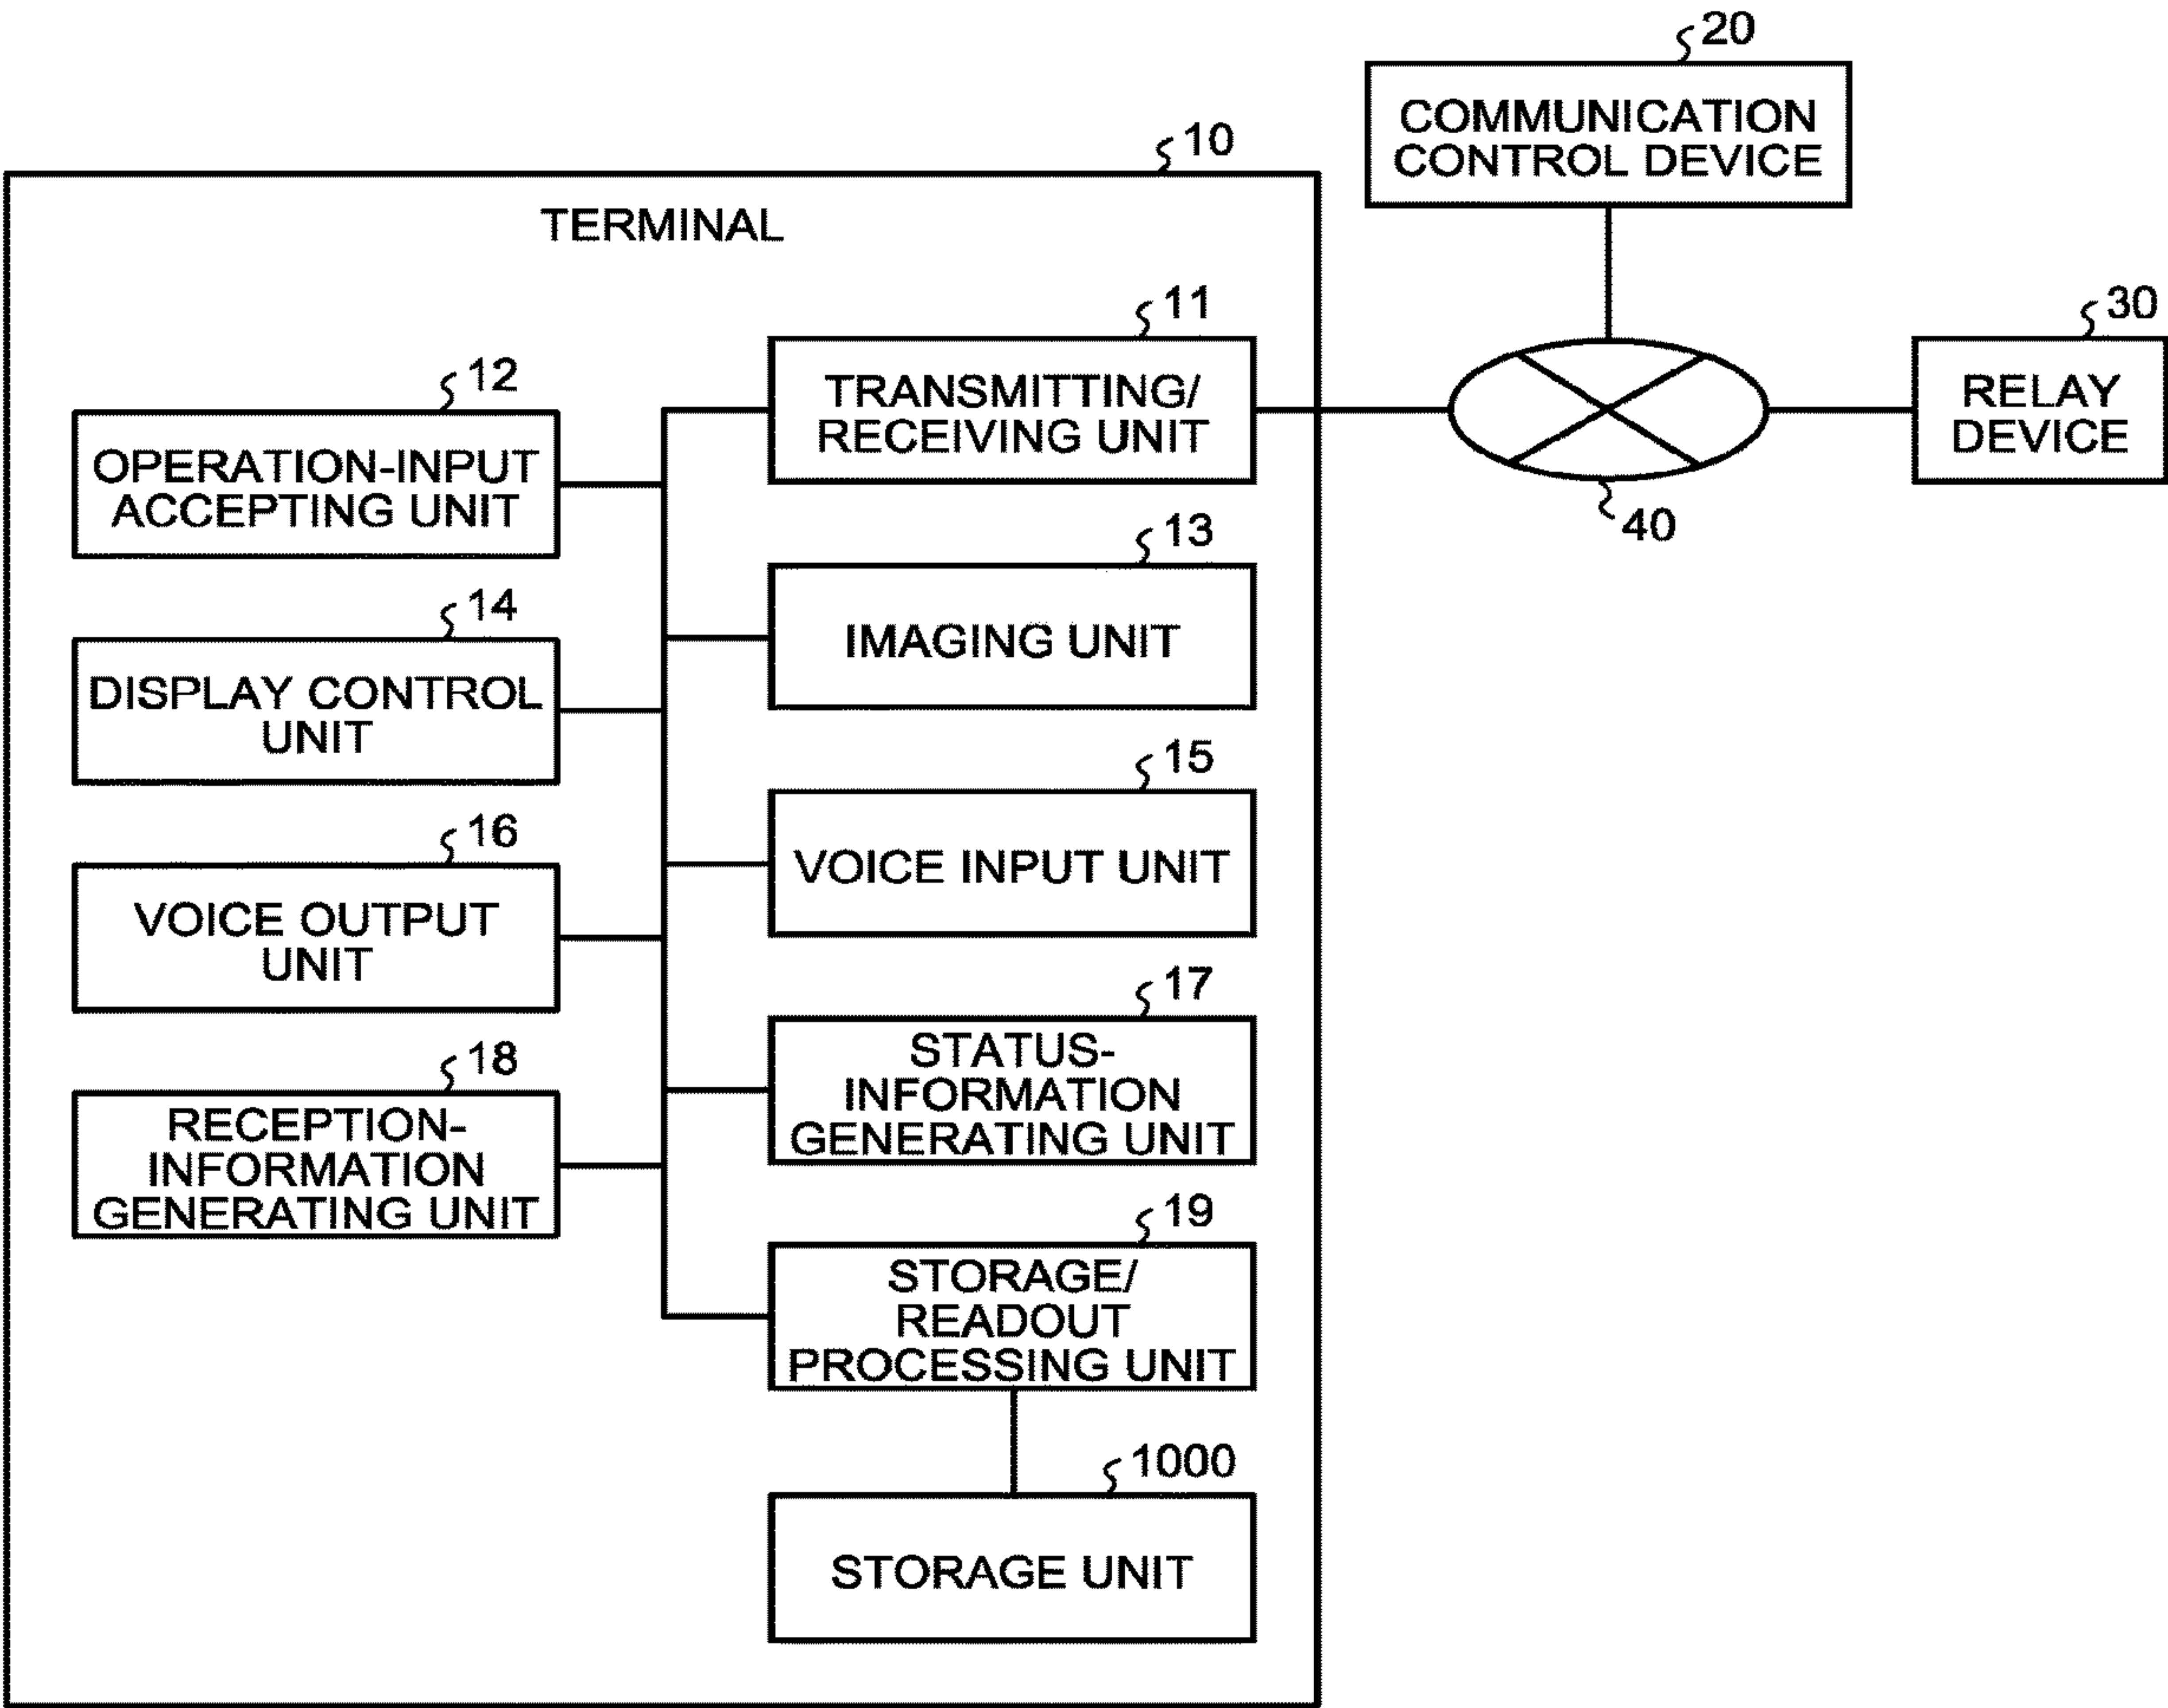 20
COMMUNICATION
CONTROL DEVICE
10
TERMINAL
11
TRANSMITTING/
RECEIVING UNIT
30
RELAY
DEVICE
40
12
OPERATION-INPUT
ACCEPTING UNIT
13
IMAGING UNIT
14
DISPLAY CONTROL
UNIT
15
VOICE INPUT UNIT
16
VOICE OUTPUT
UNIT
17
STATUS-
INFORMATION
GENERATING UNIT
18
RECEPTION-
INFORMATION
GENERATING UNIT
19
STORAGE/
READOUT
PROCESSING UNIT
1000
STORAGE UNIT